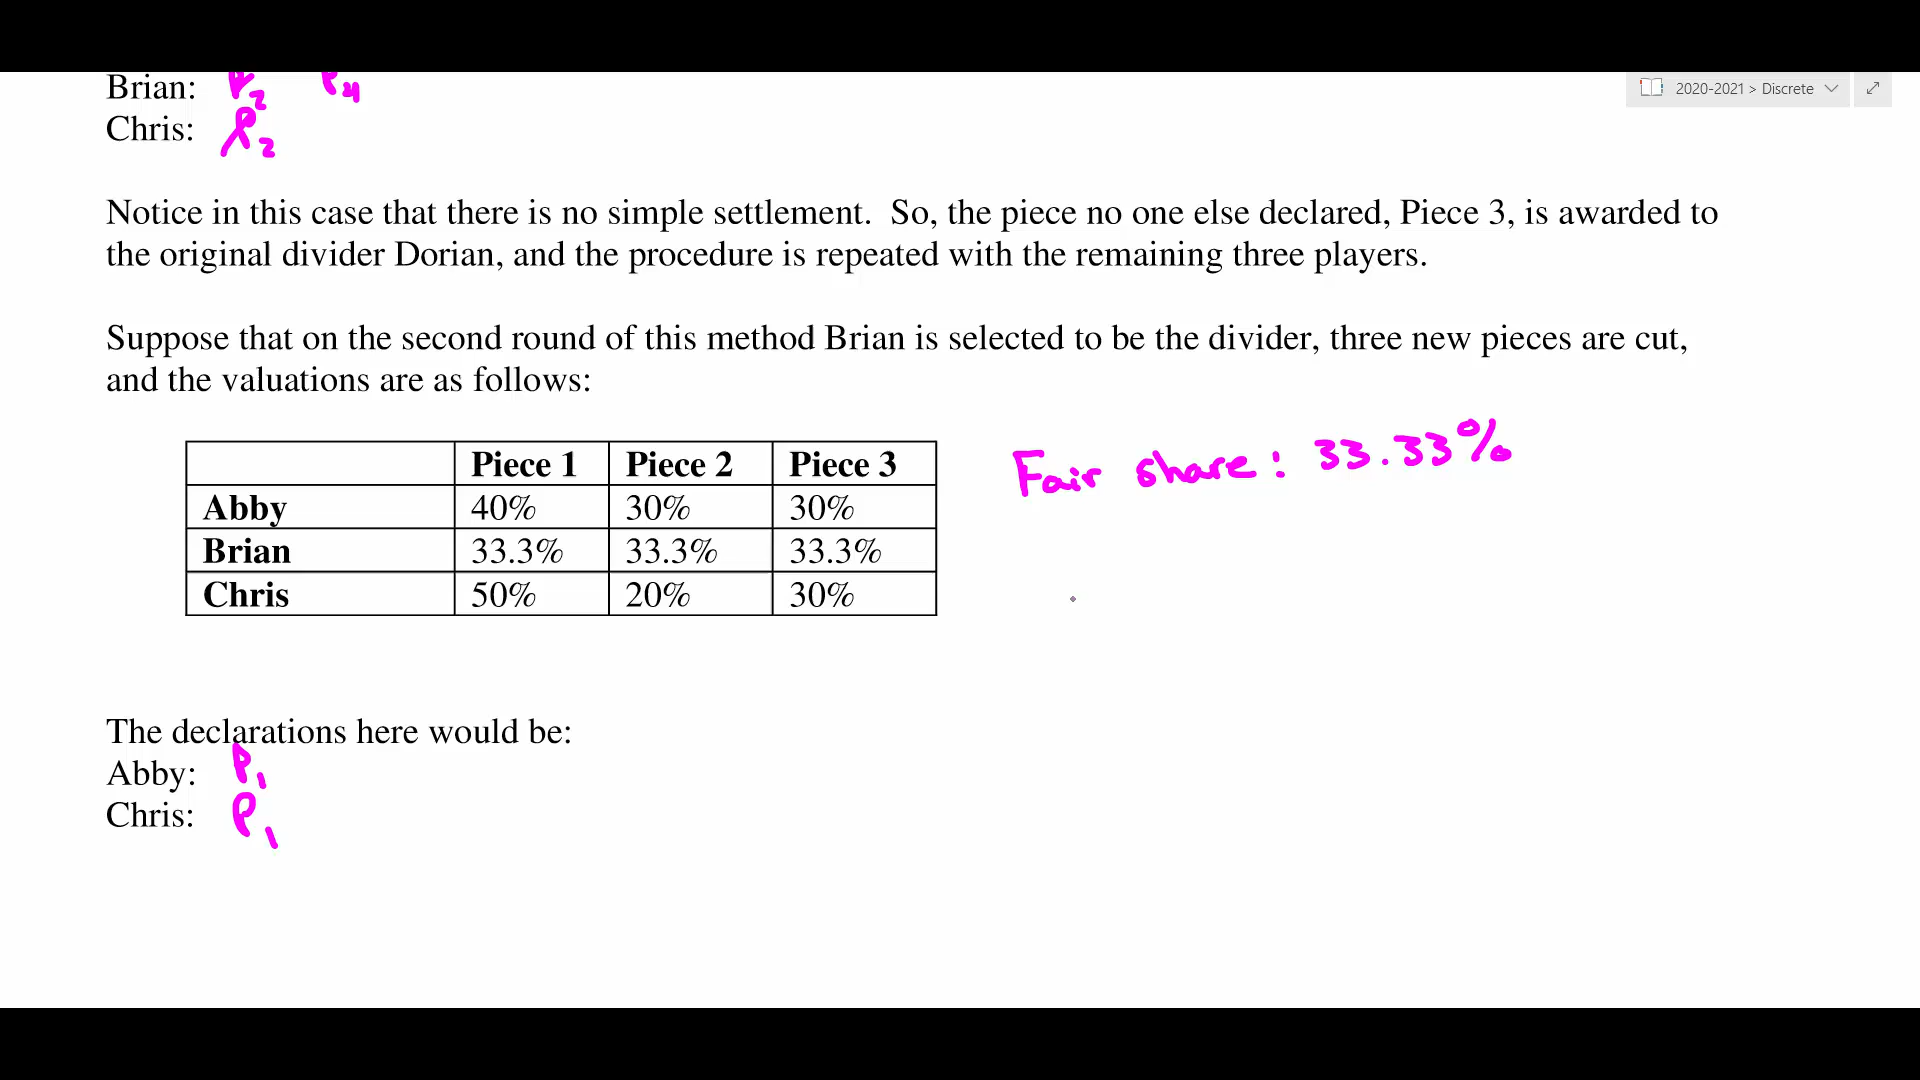 Brian: P2 P4
2020-2021 > Discrete
Chris: P2
Notice in this case that there is no simple settlement. So, the piece no one else declared, Piece 3, is awarded to
the original divider Dorian, and the procedure is repeated with the remaining three players.
Suppose that on the second round of this method Brian is selected to be the divider, three new pieces are cut,
and the valuations are as follows:
Piece 1 Piece 2 Piece 3
Abby 40% 30% 30%
Brian 33.3% 33.3% 33.3%
Chris 50% 20% 30%
Fair share: 33.33%
The declarations here would be:
Abby: P1
Chris: P1